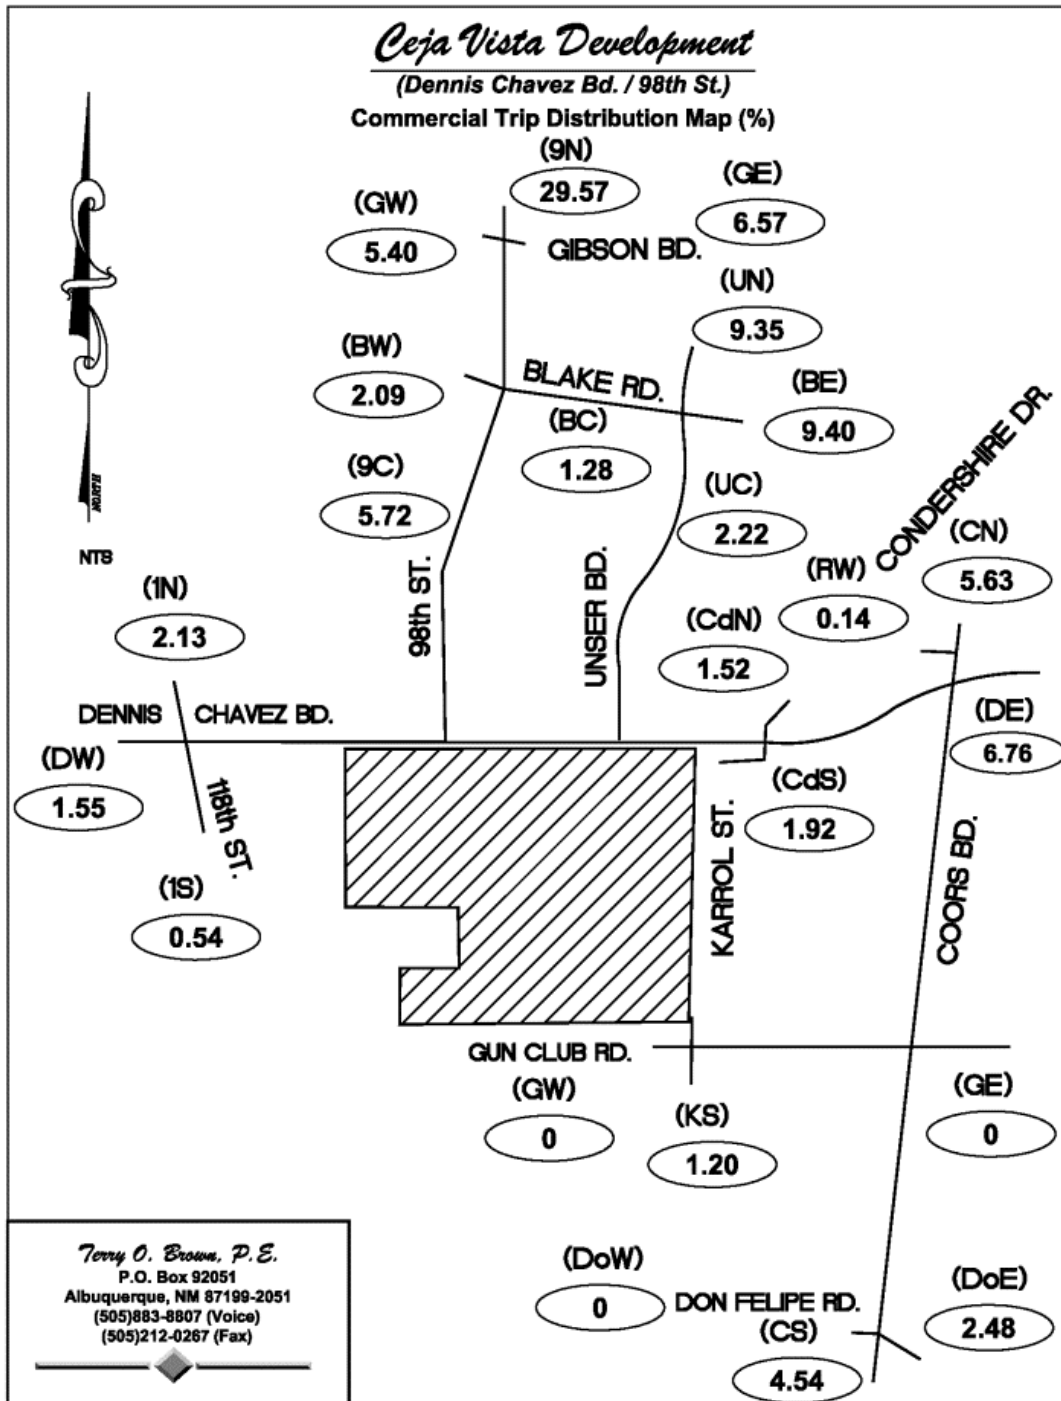 Ceja Vista Development
(Dennis Chavez Bd. / 98th St.)
Commercial Trip Distribution Map (%)
(9N)
29.57
(GE)
6.57
(GW)
5.40
GIBSON BD.
(UN)
9.35
(BW)
2.09
BLAKE RD.
(BE)
9.40
(BC)
1.28
CONDERSHIRE DR.
(9C)
5.72
(UC)
2.22
NORTH
NTS
(CN)
5.63
(RW)
0.14
98th ST.
UNSER BD.
(1N)
2.13
(CdN)
1.52
DENNIS CHAVEZ BD.
(DE)
6.76
(DW)
1.55
118th ST.
(CdS)
1.92
KARROL ST.
COORS BD.
(1S)
0.54
GUN CLUB RD.
(GW)
0
(KS)
1.20
(GE)
0
(DoW)
0
DON FELIPE RD.
(DoE)
2.48
(CS)
4.54
Terry O. Brown, P.E.
P.O. Box 92051
Albuquerque, NM 87199-2051
(505)883-8807 (Voice)
(505)212-0267 (Fax)